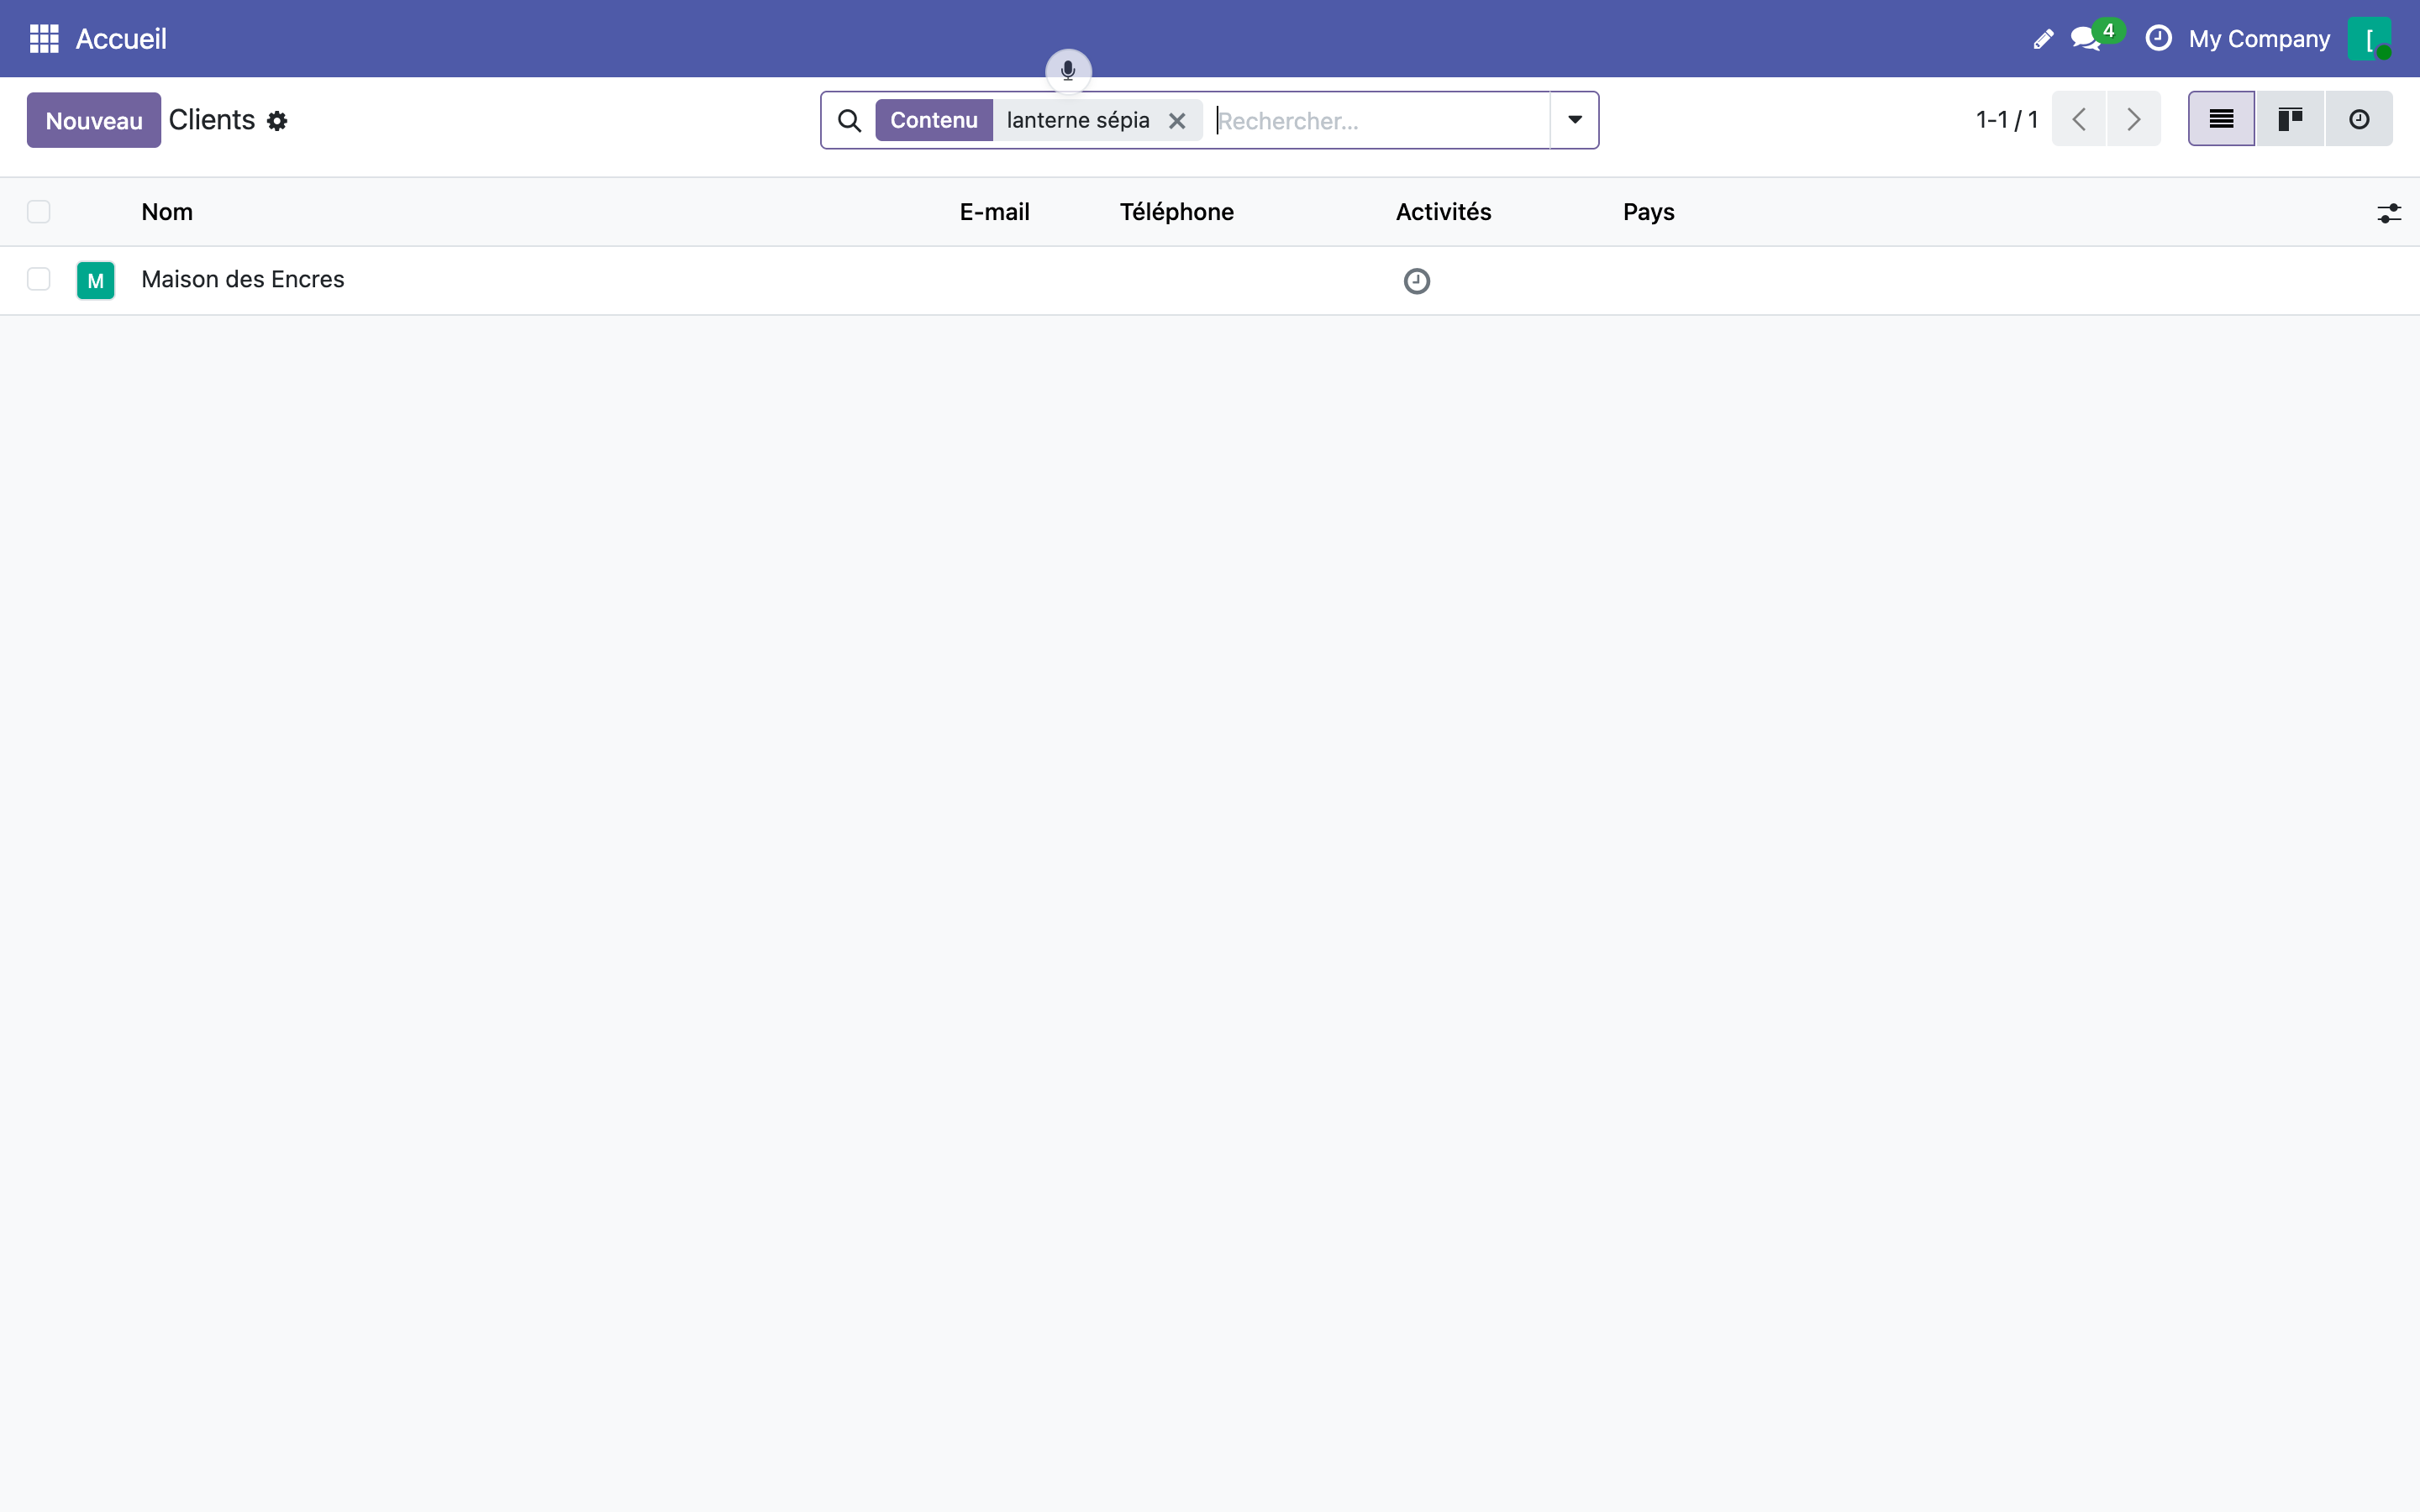 Accueil
4
My Company
[
Nouveau
Clients
Contenu lanterne sépia
Rechercher...
1-1 / 1
Nom E-mail Téléphone Activités Pays
M Maison des Encres